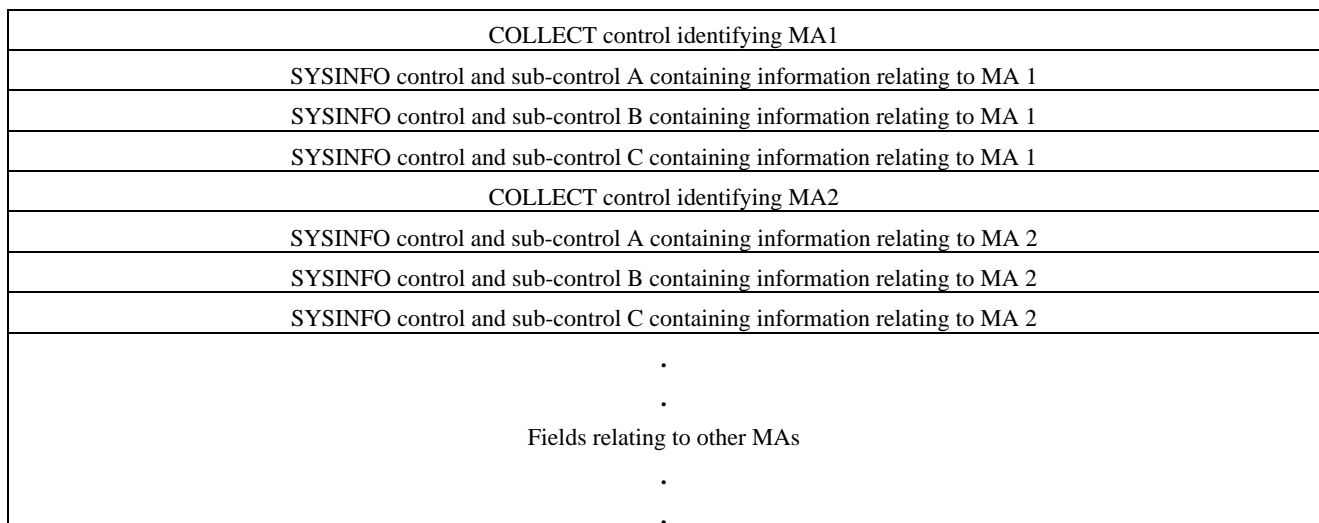 COLLECT control identifying MA1
SYSINFO control and sub-control A containing information relating to MA 1
SYSINFO control and sub-control B containing information relating to MA 1
SYSINFO control and sub-control C containing information relating to MA 1
COLLECT control identifying MA2
SYSINFO control and sub-control A containing information relating to MA 2
SYSINFO control and sub-control B containing information relating to MA 2
SYSINFO control and sub-control C containing information relating to MA 2
.
.
Fields relating to other MAs
.
.